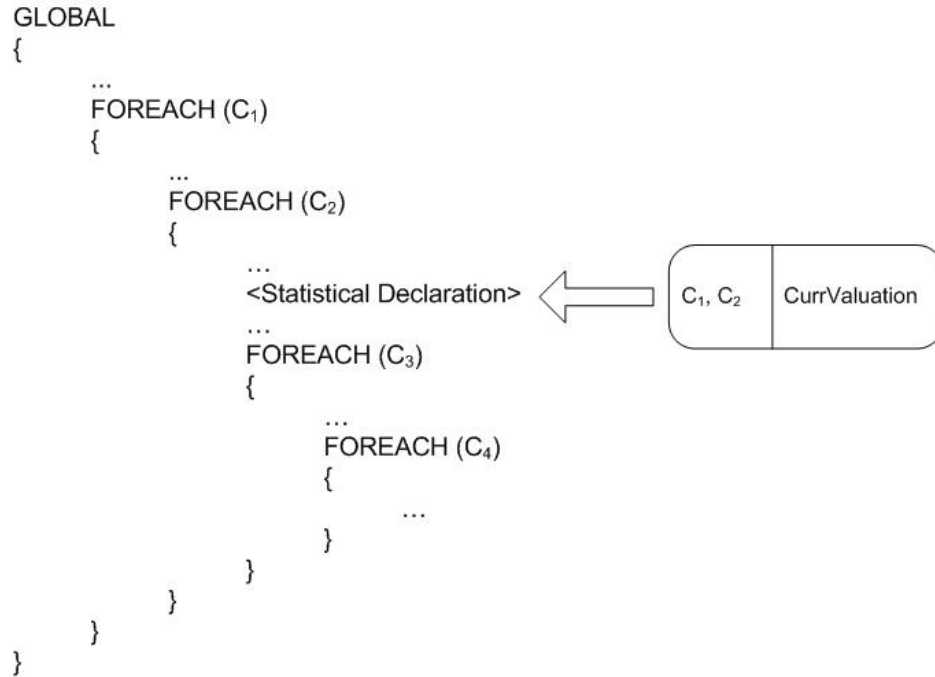 GLOBAL
{
...
FOREACH (C₁)
{
...
FOREACH (C₂)
{
...
<Statistical Declaration>
C₁, C₂ CurrValuation
...
FOREACH (C₃)
{
...
FOREACH (C₄)
{
...
}
}
}
}
}